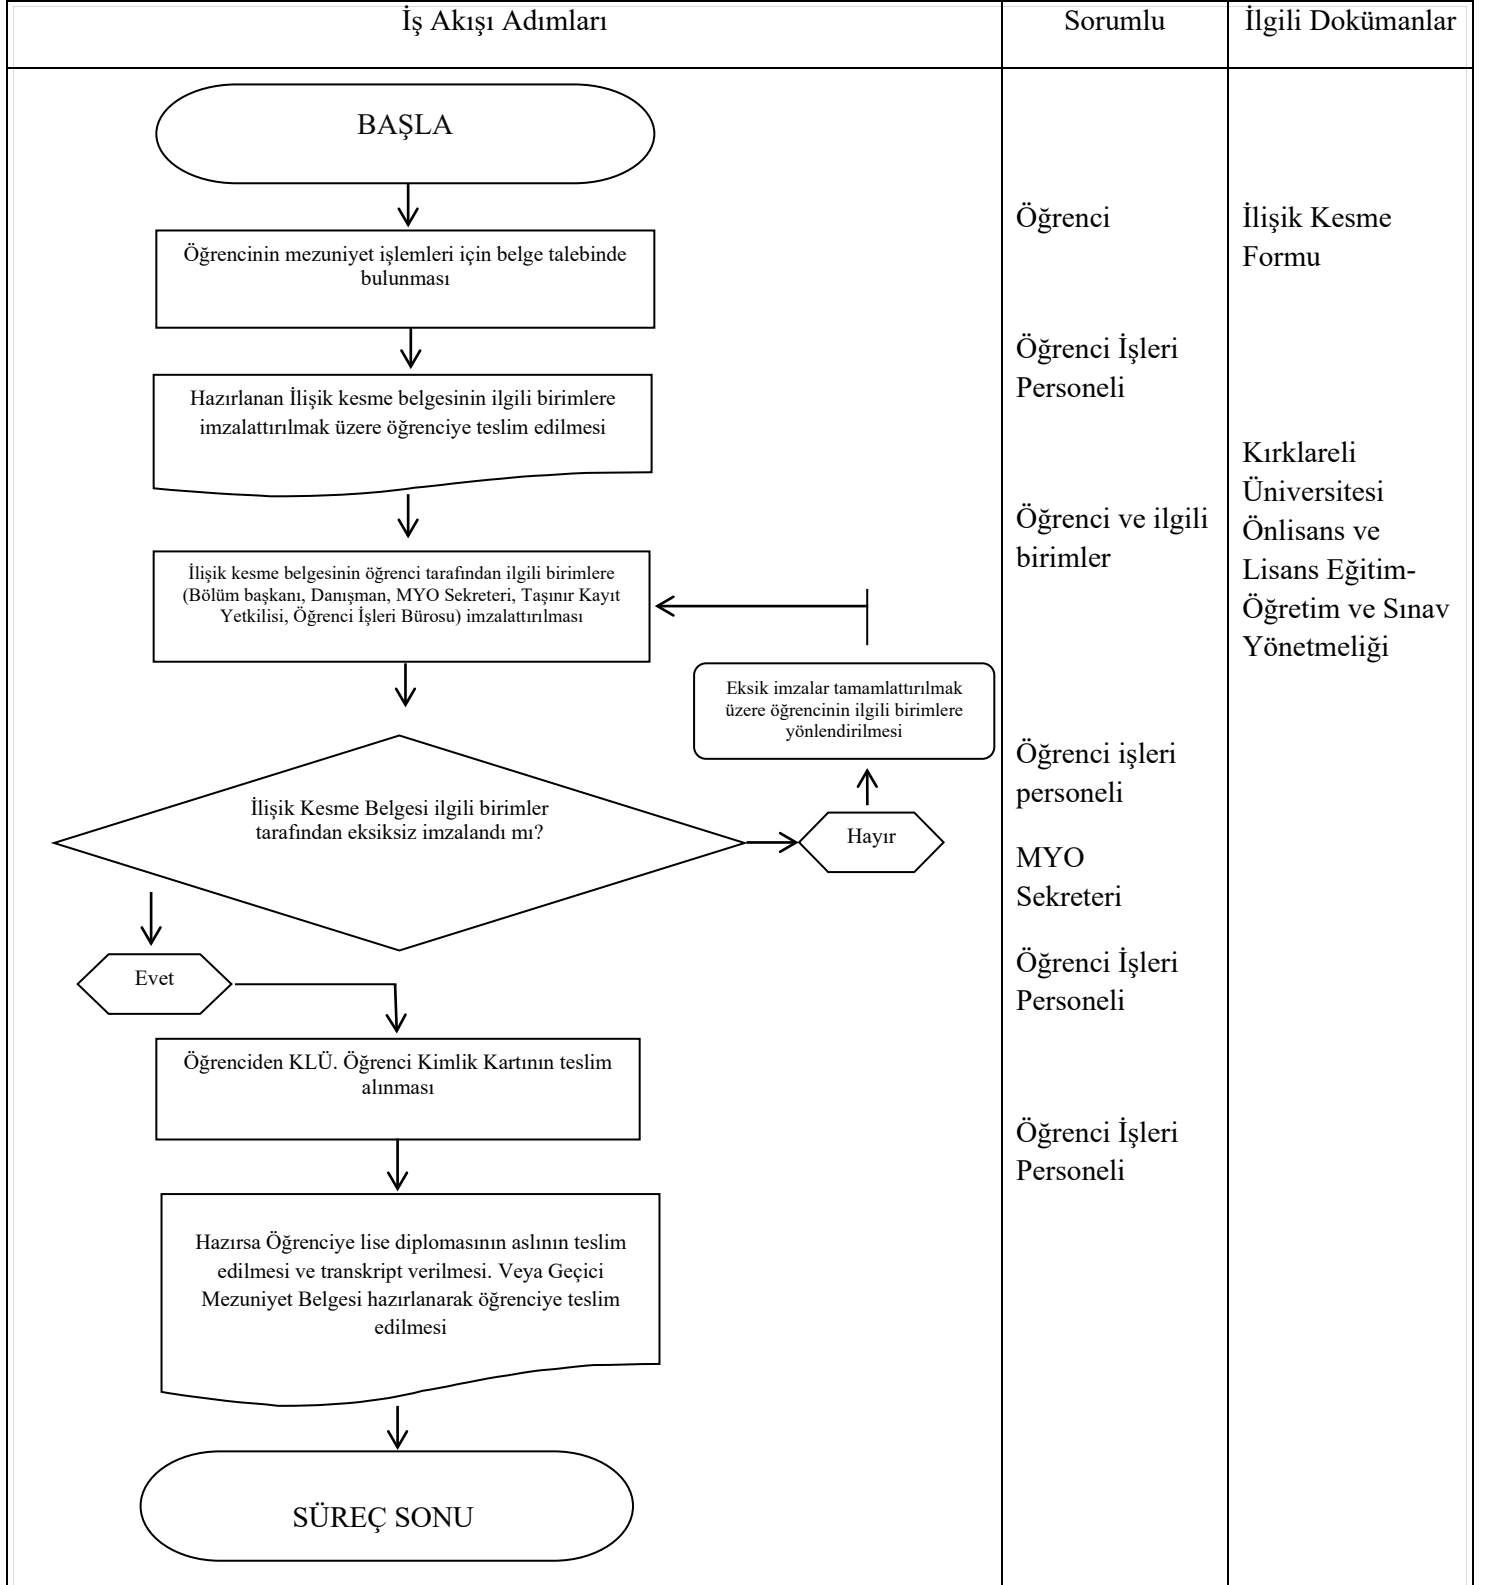 İş Akışı Adımları
Sorumlu
İlgili Dokümanlar
BAŞLA
Öğrencinin mezuniyet işlemleri için belge talebinde
bulunması
Hazırlanan İlişik kesme belgesinin ilgili birimlere
imzalattırılmak üzere öğrenciye teslim edilmesi
İlişik kesme belgesinin öğrenci tarafından ilgili birimlere
(Bölüm başkanı, Danışman, MYO Sekreteri, Taşınır Kayıt
Yetkilisi, Öğrenci İşleri Bürosu) imzalattırılması
Eksik imzalar tamamlattırılmak
üzere öğrencinin ilgili birimlere
yönlendirilmesi
İlişik Kesme Belgesi ilgili birimler
tarafından eksiksiz imzalandı mı?
Hayır
Evet
Öğrenciden KLÜ. Öğrenci Kimlik Kartının teslim
alınması
Hazırsa Öğrenciye lise diplomasının aslının teslim
edilmesi ve transkript verilmesi. Veya Geçici
Mezuniyet Belgesi hazırlanarak öğrenciye teslim
edilmesi
SÜREÇ SONU
Öğrenci
Öğrenci İşleri
Personeli
Öğrenci ve ilgili
birimler
Öğrenci işleri
personeli
MYO
Sekreteri
Öğrenci İşleri
Personeli
Öğrenci İşleri
Personeli
İlişik Kesme
Formu
Kırklareli
Üniversitesi
Önlisans ve
Lisans Eğitim-
Öğretim ve Sınav
Yönetmeliği